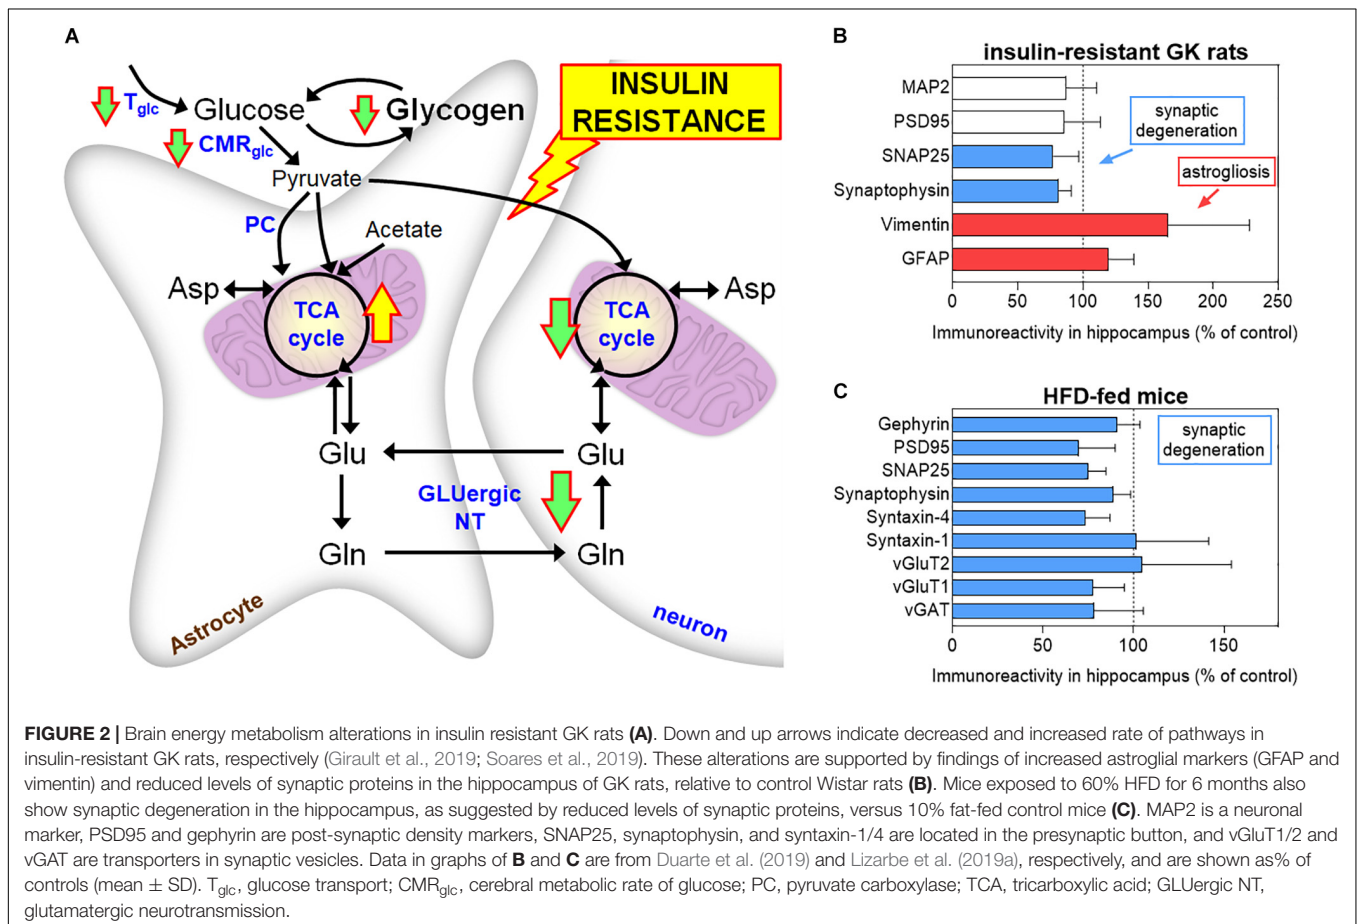 A
T_glc
Glucose
Glycogen
CMR_glc
Pyruvate
INSULIN
RESISTANCE
PC
Acetate
Asp
TCA
cycle
TCA
cycle
Asp
Glu
Glu
GLUergic
NT
Gln
Gln
Astrocyte
neuron
B
insulin-resistant GK rats
MAP2
PSD95
SNAP25
Synaptophysin
Vimentin
GFAP
synaptic
degeneration
astrogliosis
0 50 100 150 200 250
Immunoreactivity in hippocampus (% of control)
C
HFD-fed mice
Gephyrin
PSD95
SNAP25
Synaptophysin
Syntaxin-4
Syntaxin-1
vGluT2
vGluT1
vGAT
synaptic
degeneration
0 50 100 150
Immunoreactivity in hippocampus (% of control)
FIGURE 2 | Brain energy metabolism alterations in insulin resistant GK rats (A). Down and up arrows indicate decreased and increased rate of pathways in
insulin-resistant GK rats, respectively (Girault et al., 2019; Soares et al., 2019). These alterations are supported by findings of increased astroglial markers (GFAP and
vimentin) and reduced levels of synaptic proteins in the hippocampus of GK rats, relative to control Wistar rats (B). Mice exposed to 60% HFD for 6 months also
show synaptic degeneration in the hippocampus, as suggested by reduced levels of synaptic proteins, versus 10% fat-fed control mice (C). MAP2 is a neuronal
marker, PSD95 and gephyrin are post-synaptic density markers, SNAP25, synaptophysin, and syntaxin-1/4 are located in the presynaptic button, and vGluT1/2 and
vGAT are transporters in synaptic vesicles. Data in graphs of B and C are from Duarte et al. (2019) and Lizarbe et al. (2019a), respectively, and are shown as% of
controls (mean ± SD). T_glc, glucose transport; CMR_glc, cerebral metabolic rate of glucose; PC, pyruvate carboxylase; TCA, tricarboxylic acid; GLUergic NT,
glutamatergic neurotransmission.